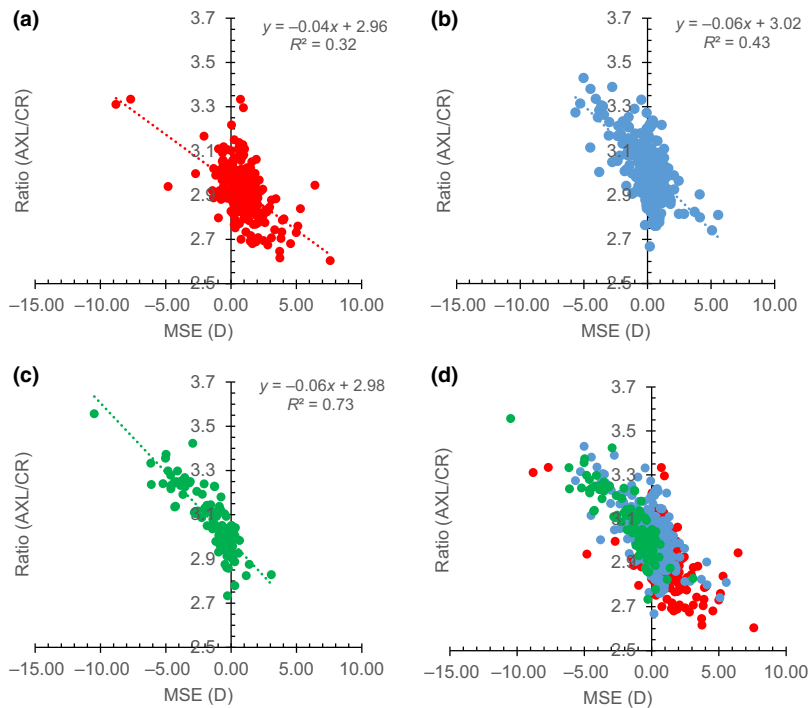 (a)
y = –0.04x + 2.96
R² = 0.32
3.7
3.5
3.3
3.1
2.9
2.7
2.5
Ratio (AXL/CR)
–15.00 –10.00 –5.00 0.00 5.00 10.00
MSE (D)
(b)
y = –0.06x + 3.02
R² = 0.43
3.7
3.5
3.3
3.1
2.9
2.7
2.5
Ratio (AXL/CR)
–15.00 –10.00 –5.00 0.00 5.00 10.00
MSE (D)
(c)
y = –0.06x + 2.98
R² = 0.73
3.7
3.5
3.3
3.1
2.9
2.7
2.5
Ratio (AXL/CR)
–15.00 –10.00 –5.00 0.00 5.00 10.00
MSE (D)
(d)
3.7
3.5
3.3
3.1
2.9
2.7
2.5
Ratio (AXL/CR)
–15.00 –10.00 –5.00 0.00 5.00 10.00
MSE (D)